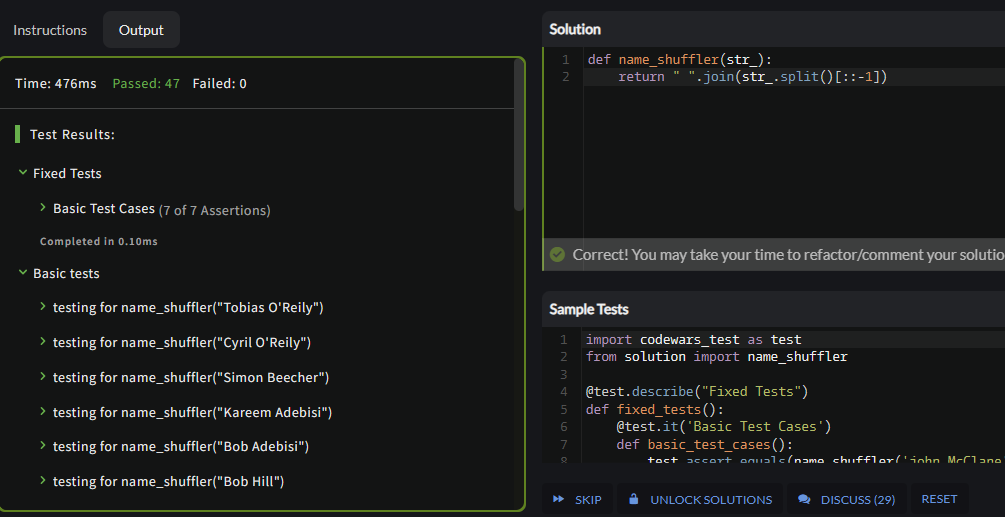 Instructions
Output
Time: 476ms Passed: 47 Failed: 0
Test Results:
Fixed Tests
Basic Test Cases (7 of 7 Assertions)
Completed in 0.10ms
Basic tests
testing for name_shuffler("Tobias O'Reily")
testing for name_shuffler("Cyril O'Reily")
testing for name_shuffler("Simon Beecher")
testing for name_shuffler("Kareem Adebisi")
testing for name_shuffler("Bob Adebisi")
testing for name_shuffler("Bob Hill")
Solution
1 def name_shuffler(str_):
2     return " ".join(str_.split()[::-1])
Correct! You may take your time to refactor/comment your solutio
Sample Tests
1 import codewars_test as test
2 from solution import name_shuffler
3
4 @test.describe("Fixed Tests")
5 def fixed_tests():
6     @test.it('Basic Test Cases')
7     def basic_test_cases():
8         test.assert_equals(name_shuffler('john McClane'
SKIP
UNLOCK SOLUTIONS
DISCUSS (29)
RESET